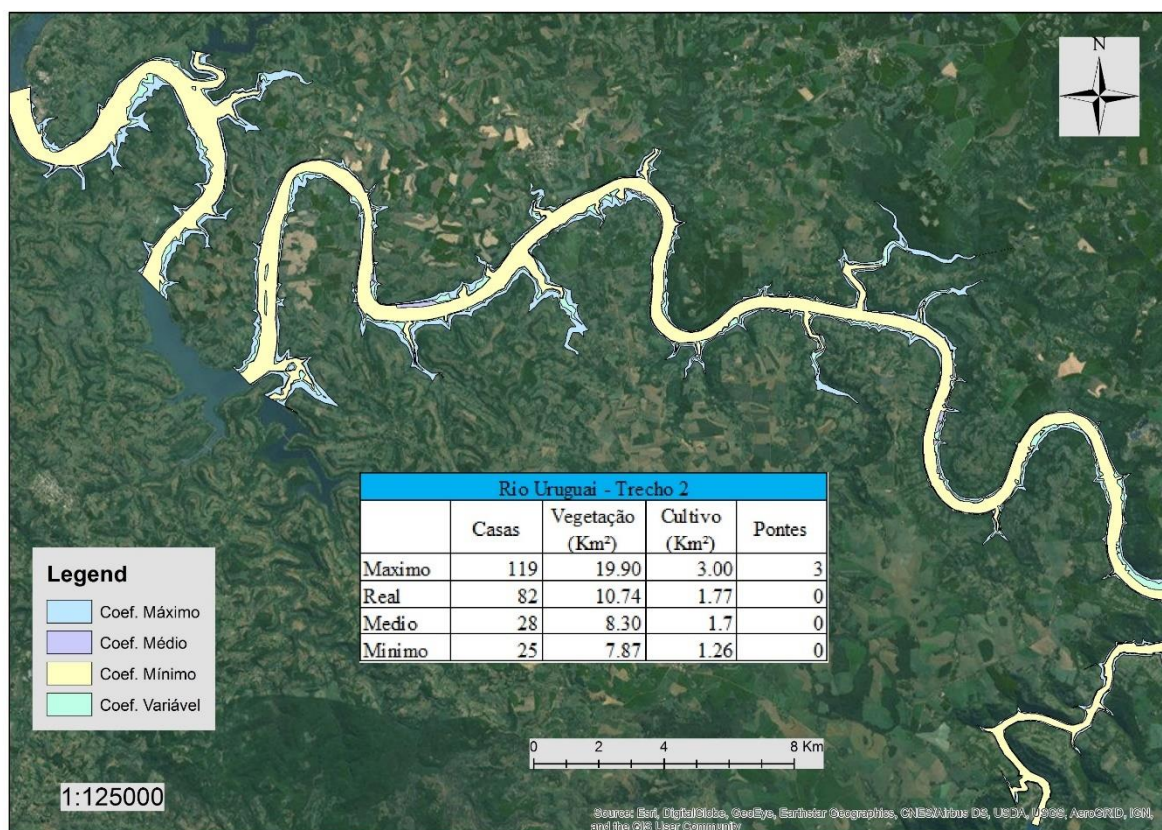 N
Rio Uruguai - Trecho 2
Casas Vegetação (Km²) Cultivo (Km²) Pontes
Maximo 119 19.90 3.00 3
Real 82 10.74 1.77 0
Medio 28 8.30 1.7 0
Minimo 25 7.87 1.26 0
Legend
Coef. Máximo
Coef. Médio
Coef. Mínimo
Coef. Variável
0 2 4 8 Km
1:125000
Source: Esri, DigitalGlobe, GeoEye, Earthstar Geographics, CNES/Airbus DS, USDA, USGS, AeroGRID, IGN,
and the GIS User Community